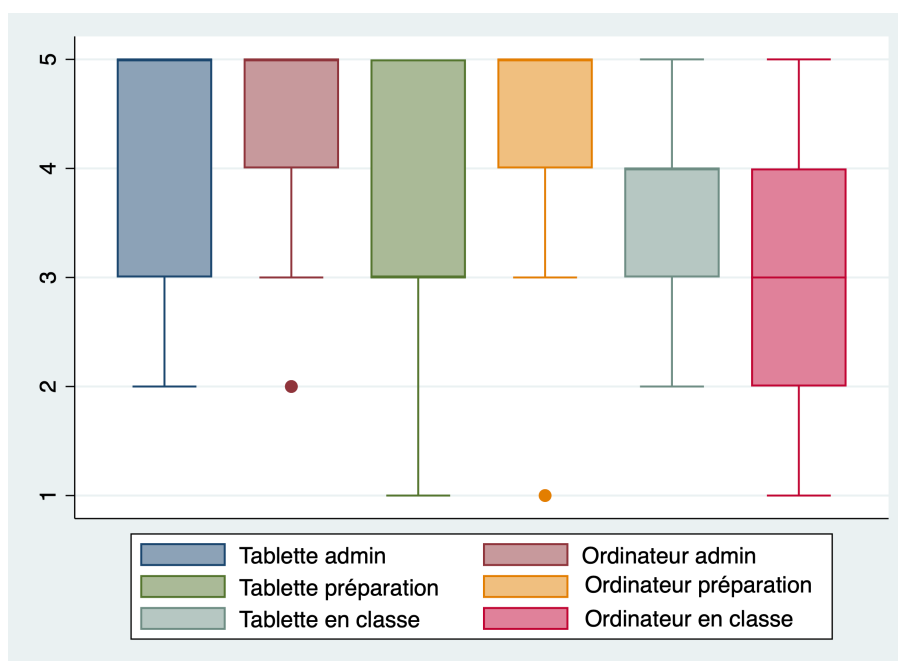 5
4
3
2
1
Tablette admin Ordinateur admin
Tablette préparation Ordinateur préparation
Tablette en classe Ordinateur en classe